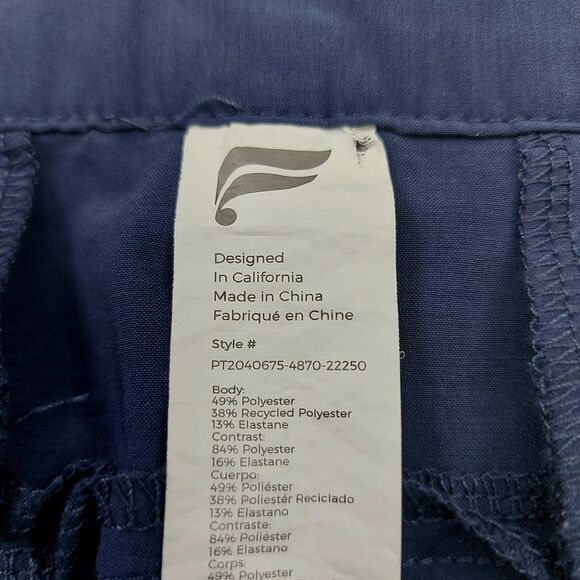 Designed
In California
Made in China
Fabriqué en Chine
Style #
PT2040675-4870-22250
Body:
49% Polyester
38% Recycled Polyester
13% Elastane
Contrast:
84% Polyester
16% Elastane
Cuerpo:
49% Poliéster
38% Poliestér Reciclado
13% Elastano
Contraste:
84% Poliéster
16% Elastano
Corps:
49% Polyester